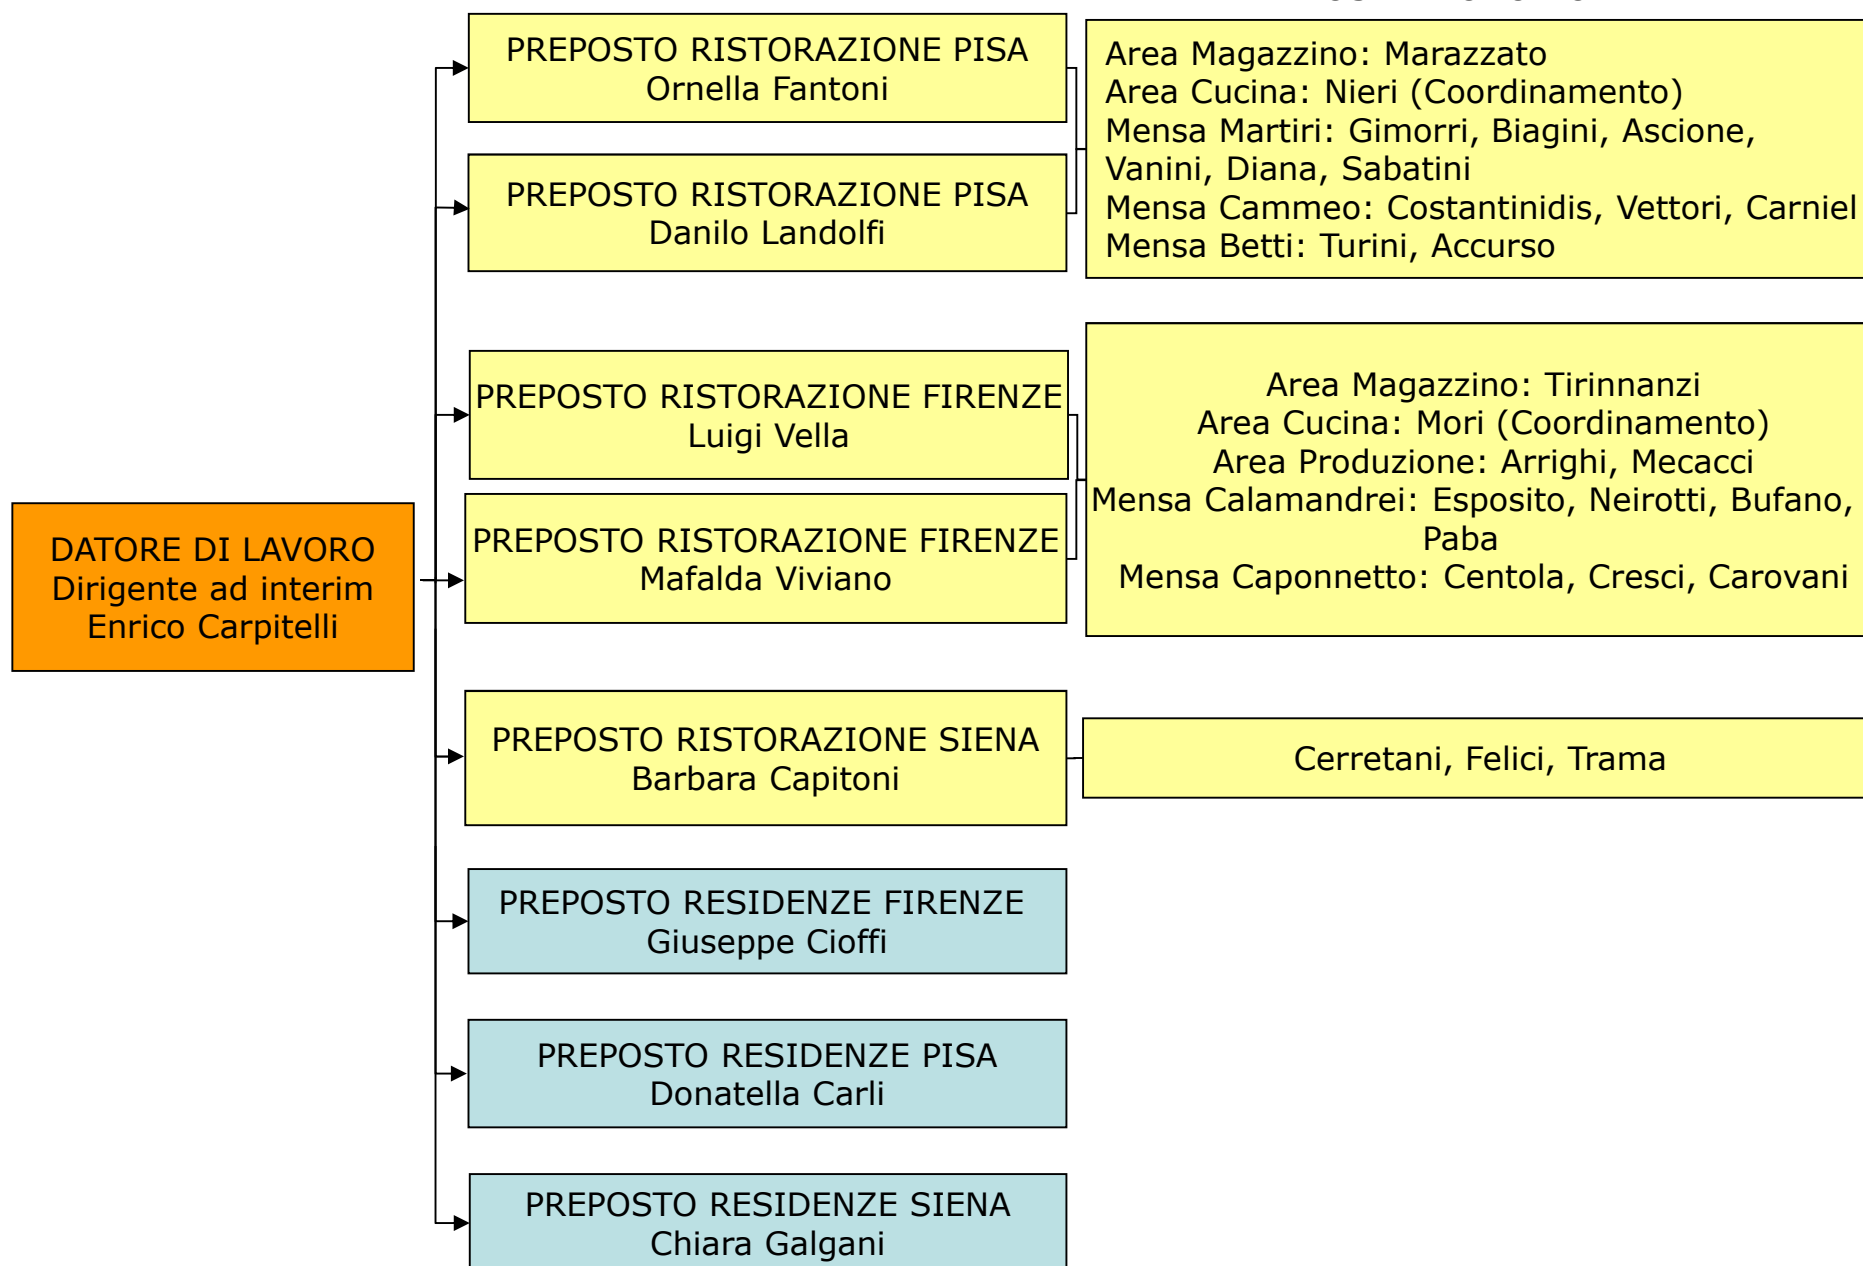 PREPOSTO RISTORAZIONE PISA
Ornella Fantoni
PREPOSTO RISTORAZIONE PISA
Danilo Landolfi
Area Magazzino: Marazzato
Area Cucina: Nieri (Coordinamento)
Mensa Martiri: Gimorri, Biagini, Ascione,
Vanini, Diana, Sabatini
Mensa Cammeo: Costantinidis, Vettori, Carniel
Mensa Betti: Turini, Accurso
PREPOSTO RISTORAZIONE FIRENZE
Luigi Vella
PREPOSTO RISTORAZIONE FIRENZE
Mafalda Viviano
Area Magazzino: Tirinnanzi
Area Cucina: Mori (Coordinamento)
Area Produzione: Arrighi, Mecacci
Mensa Calamandrei: Esposito, Neirotti, Bufano,
Paba
Mensa Caponnetto: Centola, Cresci, Carovani
DATORE DI LAVORO
Dirigente ad interim
Enrico Carpitelli
PREPOSTO RISTORAZIONE SIENA
Barbara Capitoni
Cerretani, Felici, Trama
PREPOSTO RESIDENZE FIRENZE
Giuseppe Cioffi
PREPOSTO RESIDENZE PISA
Donatella Carli
PREPOSTO RESIDENZE SIENA
Chiara Galgani